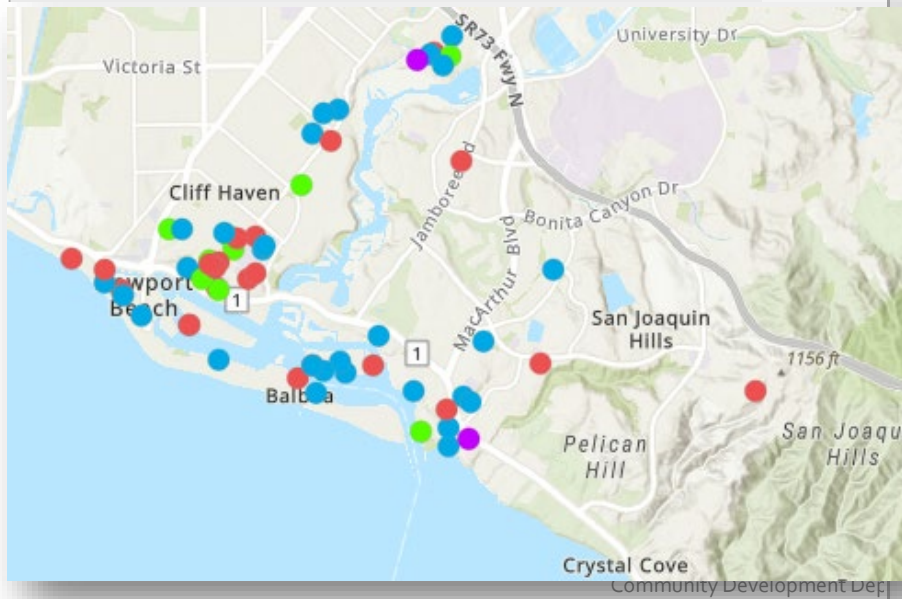 SR73 Fwy N
University Dr
Victoria St
Cliff Haven
Jamboree
Bonita Canyon Dr
MacArthur Blvd
1
Beach
San Joaquin
Hills
1
1156 ft
Pelican
Hill
San Joaqu
Hills
Crystal Cove
Community Development Dep